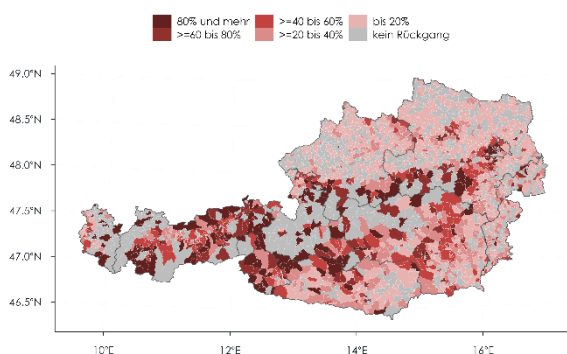 80% und mehr >=40 bis 60% bis 20%
>=60 bis 80% >=20 bis 40% kein Rückgang
49.0°N
48.5°N
48.0°N
47.5°N
47.0°N
46.5°N
10°E 12°E 14°E 16°E